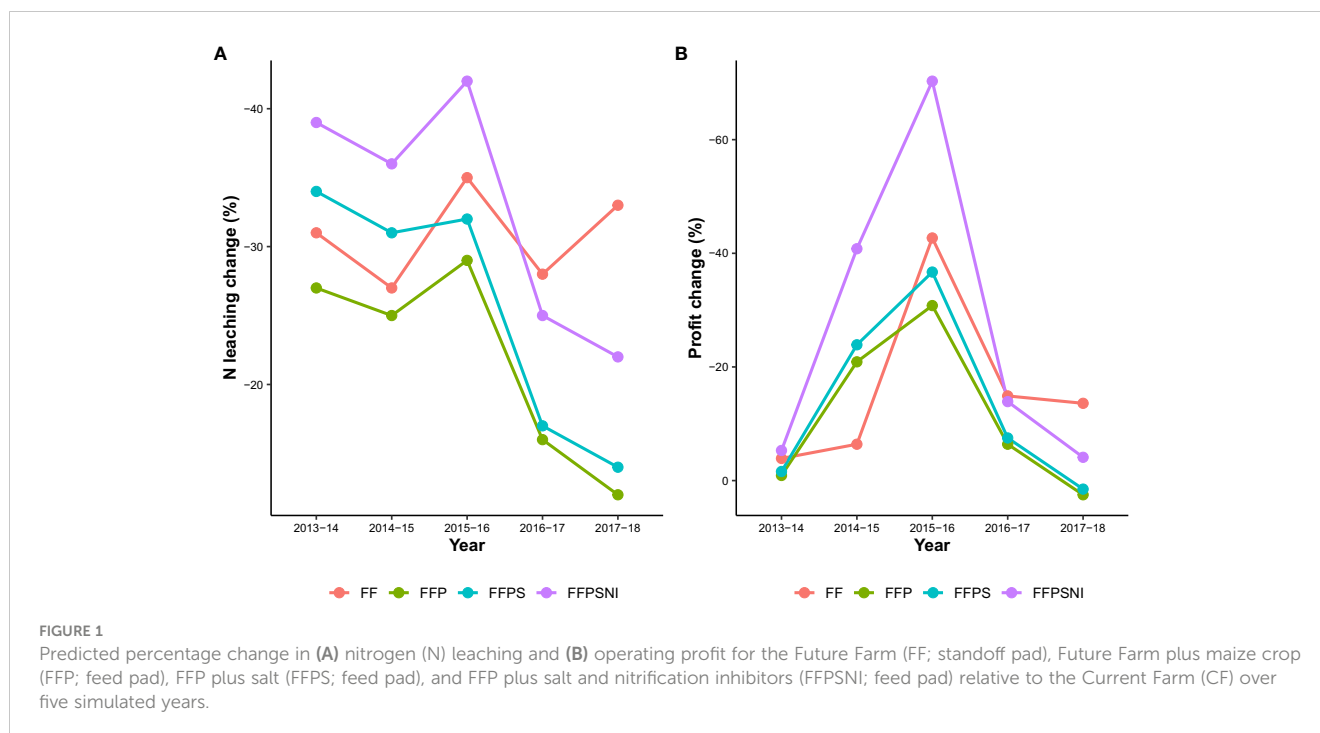 A
N leaching change (%)
−40
−30
−20
2013−14 2014−15 2015−16 2016−17 2017−18
Year
FF FFP FFPS FFPSNI
B
Profit change (%)
−60
−40
−20
0
2013−14 2014−15 2015−16 2016−17 2017−18
Year
FF FFP FFPS FFPSNI
FIGURE 1
Predicted percentage change in (A) nitrogen (N) leaching and (B) operating profit for the Future Farm (FF; standoff pad), Future Farm plus maize crop
(FFP; feed pad), FFP plus salt (FFPS; feed pad), and FFP plus salt and nitrification inhibitors (FFPSNI; feed pad) relative to the Current Farm (CF) over
five simulated years.